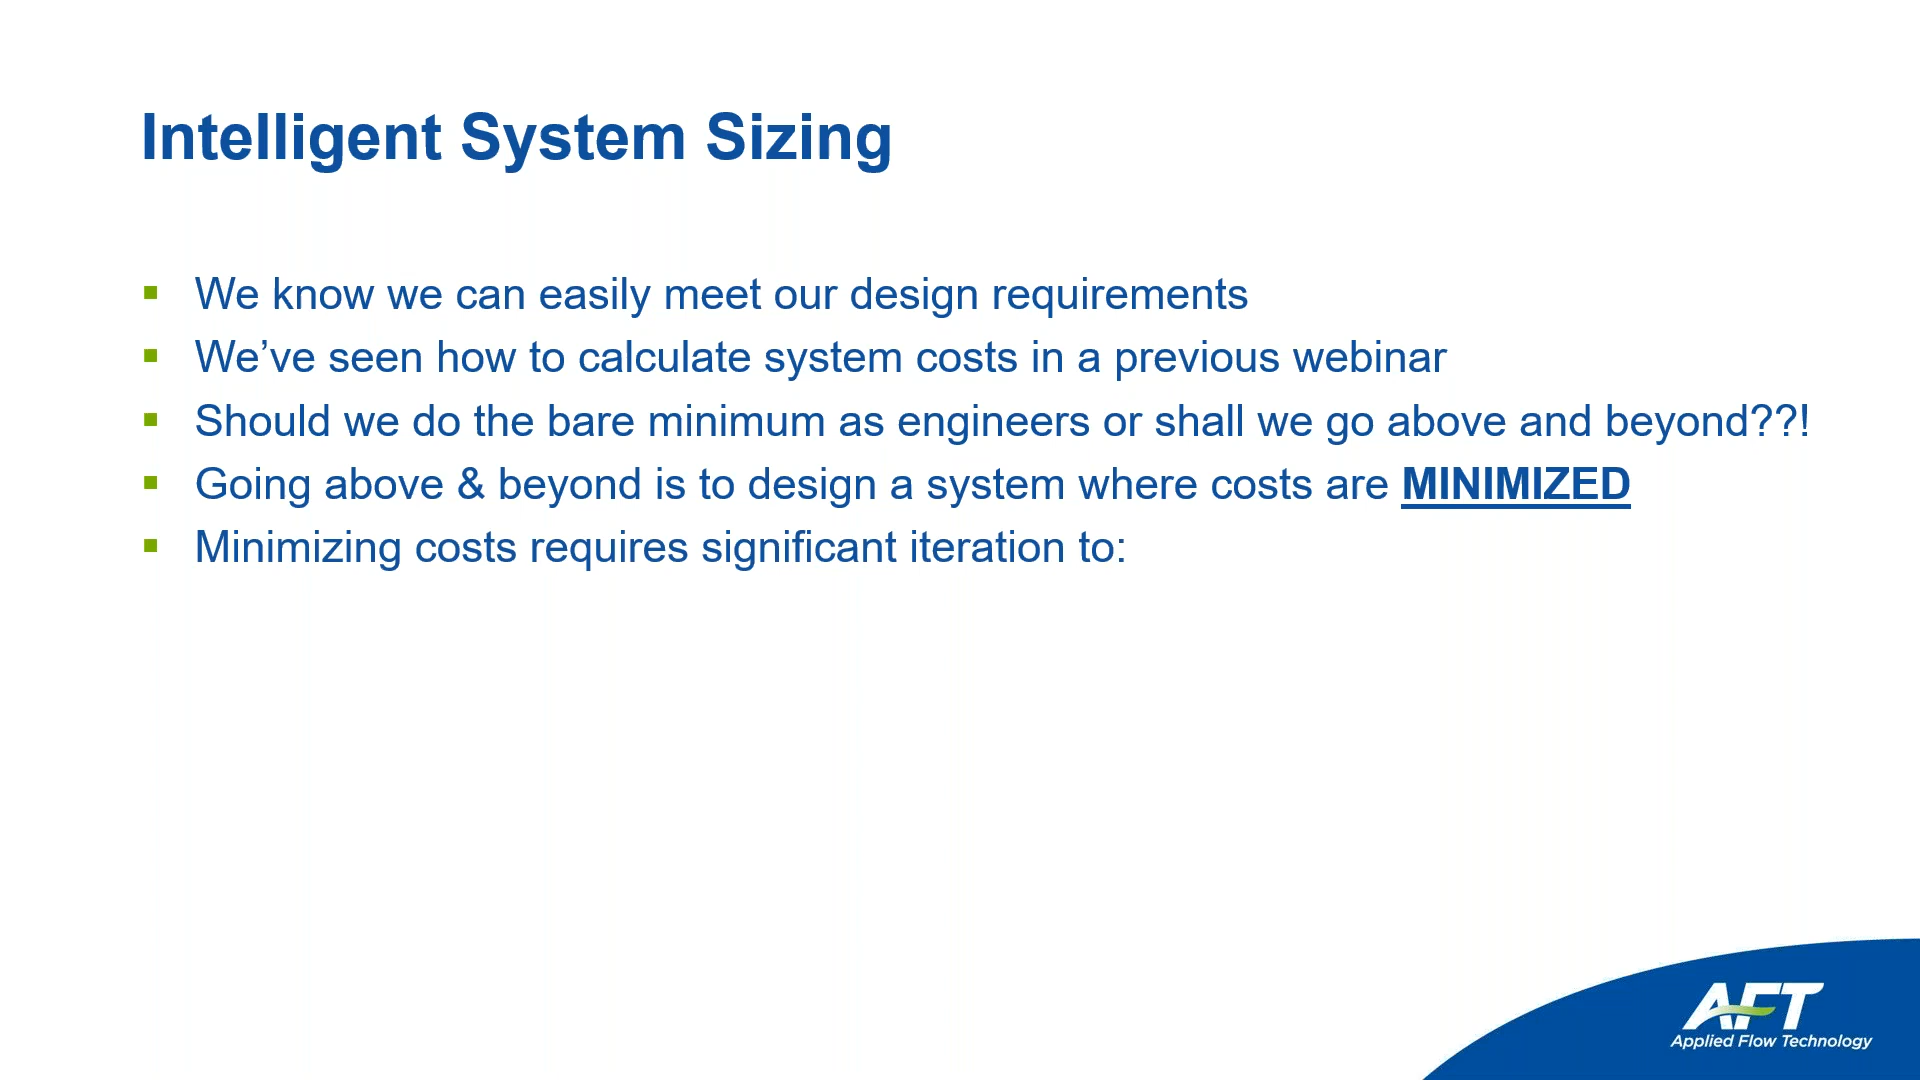 Intelligent System Sizing
We know we can easily meet our design requirements
We’ve seen how to calculate system costs in a previous webinar
Should we do the bare minimum as engineers or shall we go above and beyond??!
Going above & beyond is to design a system where costs are MINIMIZED
Minimizing costs requires significant iteration to:
AFT
Applied Flow Technology